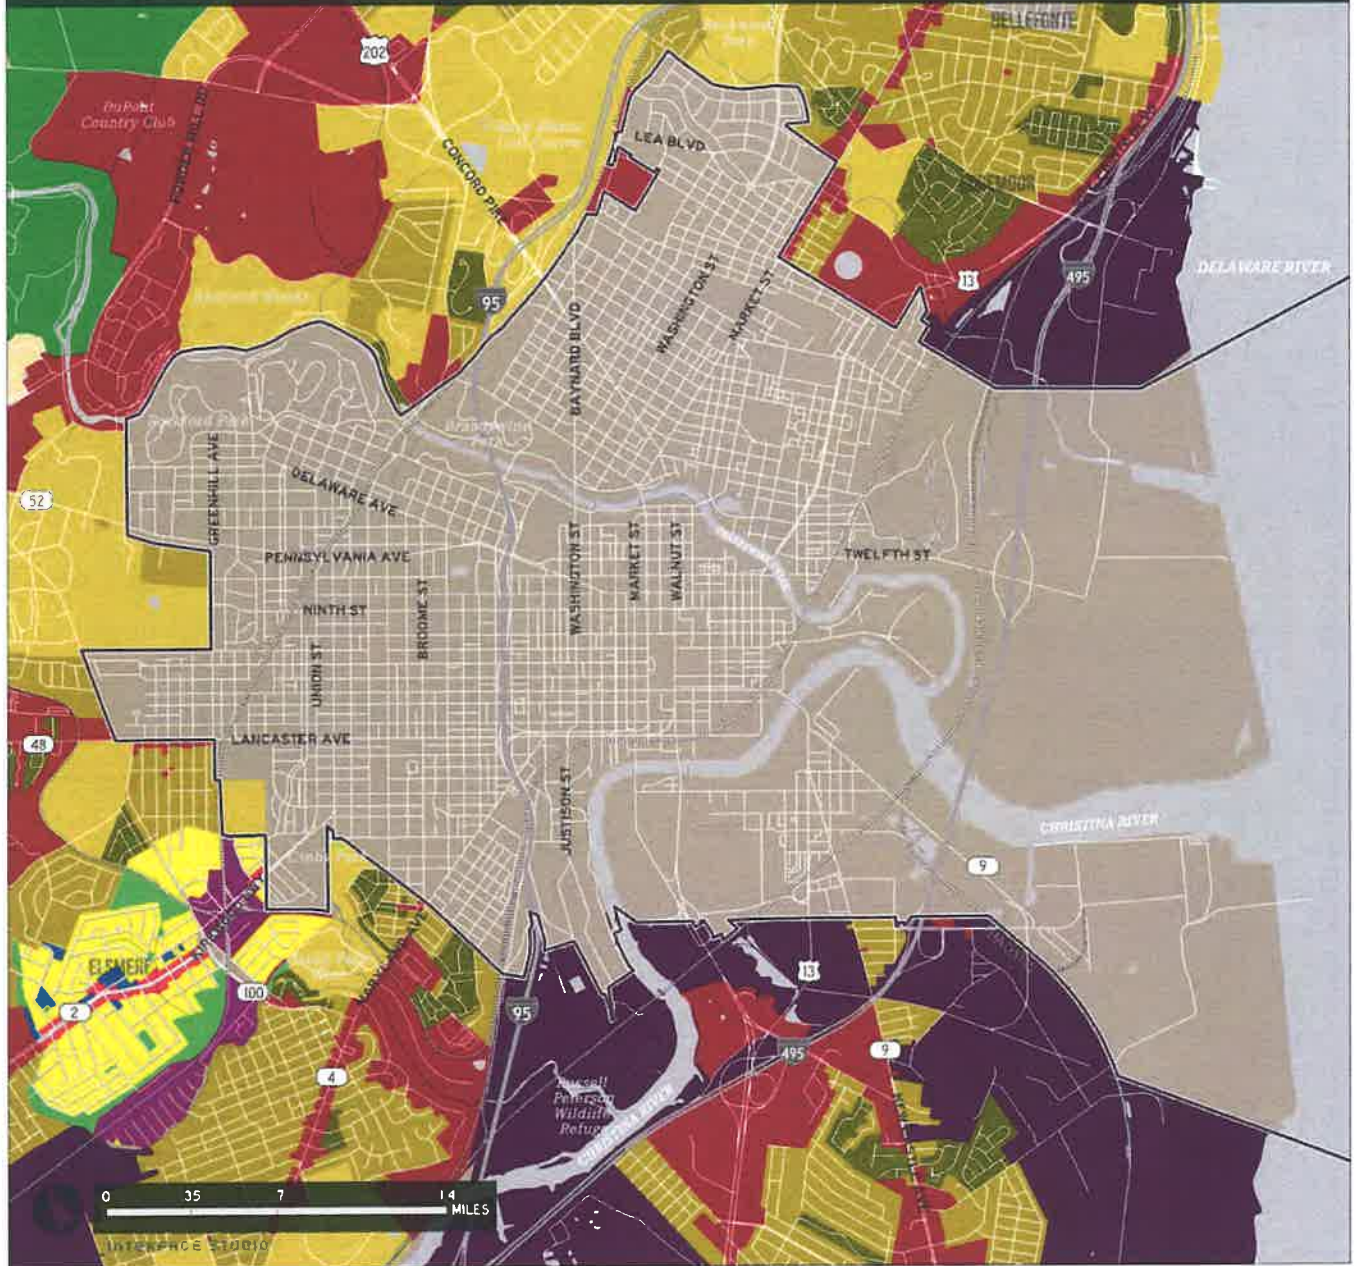 BELLEFONTE
202
DuPont
Country Club
CONCORD PIKE
LEA BLVD
DELAWARE RIVER
13
495
95
WASHINGTON ST
MARKET ST
BAYNARD BLVD
Brandywine
Park
GREENHILL AVE
DELAWARE AVE
52
PENNSYLVANIA AVE
TWELFTH ST
WASHINGTON ST
MARKET ST
WALNUT ST
NINTH ST
BROOME ST
UNION ST
48
LANCASTER AVE
JUSTISON ST
CHRISTINA RIVER
9
ELSMERE
100
2
13
95
495
9
4
Russell
Peterson
Wildlife
Refuge
CHRISTINA RIVER
0 35 7 14
MILES
INTERFACE STUDIO